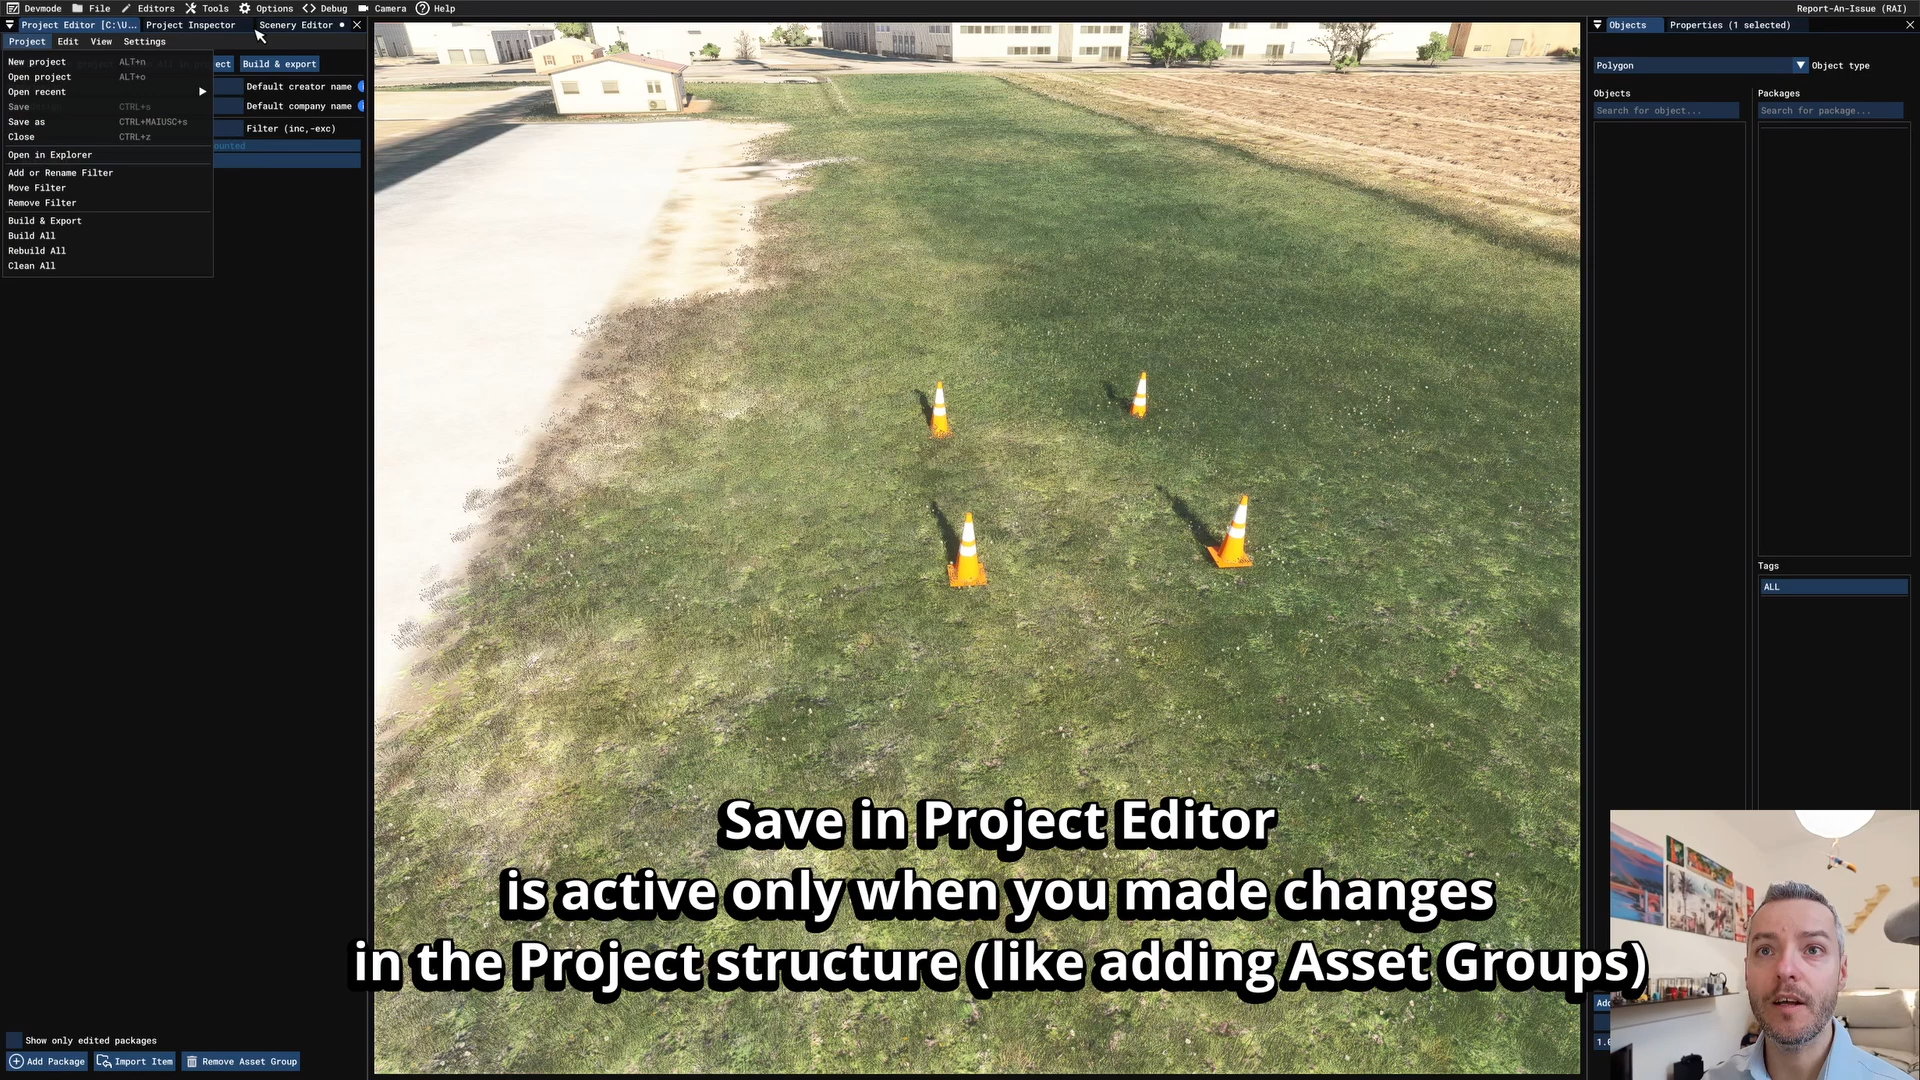 Devmode File Editors Tools Options Debug Camera Help Report-An-Issue (RAI)
Project Editor [C:\U... Project Inspector Scenery Editor
Project Edit View Settings
New project ALT+n
Open project ALT+o
Open recent
Save CTRL+s
Save as CTRL+MAIUSC+s
Close CTRL+z
Open in Explorer
Add or Rename Filter
Move Filter
Remove Filter
Build & Export
Build All
Rebuild All
Clean All
ect Build & export
Default creator name
Default company name
Filter (inc,-exc)
ounted
Objects Properties (1 selected)
Polygon Object type
Objects Packages
Search for object... Search for package...
Tags
ALL
Save in Project Editor
is active only when you made changes
in the Project structure (like adding Asset Groups)
Show only edited packages
Add Package Import Item Remove Asset Group